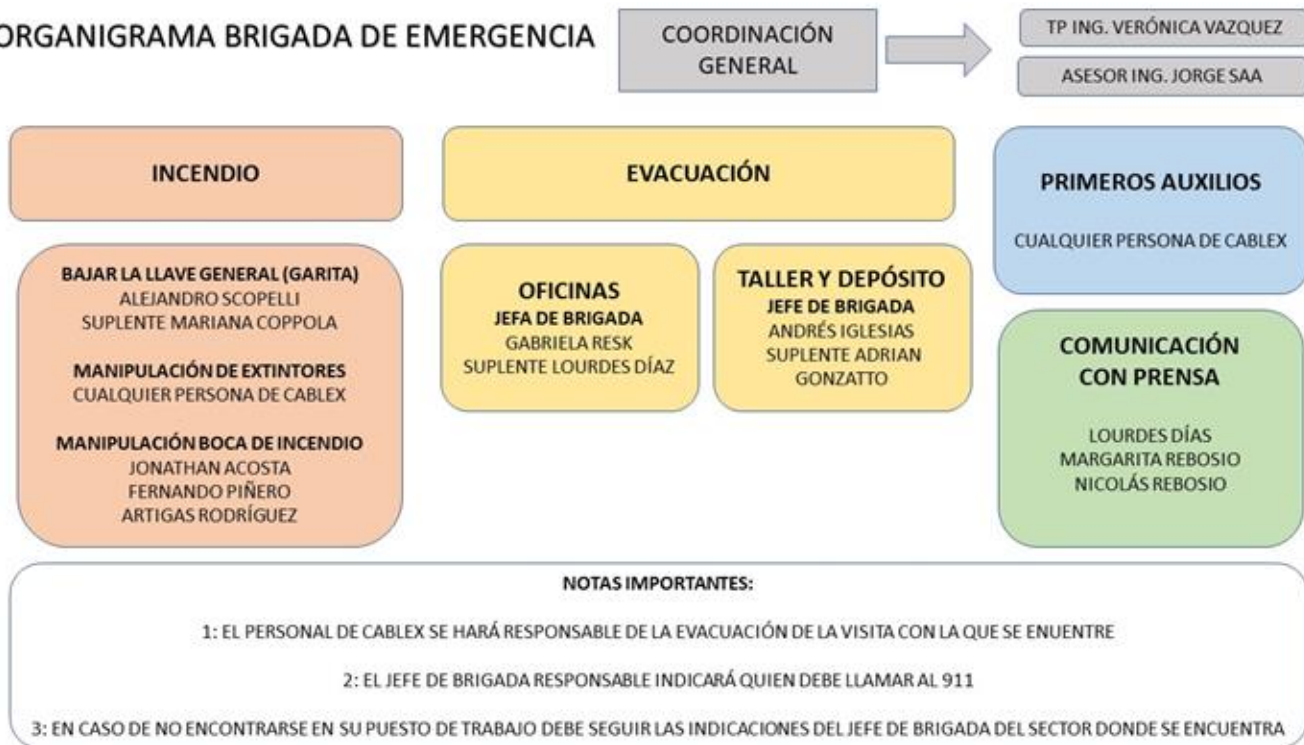 ORGANIGRAMA BRIGADA DE EMERGENCIA
COORDINACIÓN
GENERAL
TP ING. VERÓNICA VAZQUEZ
ASESOR ING. JORGE SAA
INCENDIO
BAJAR LA LLAVE GENERAL (GARITA)
ALEJANDRO SCOPELLI
SUPLENTE MARIANA COPPOLA
MANIPULACIÓN DE EXTINTORES
CUALQUIER PERSONA DE CABLEX
MANIPULACIÓN BOCA DE INCENDIO
JONATHAN ACOSTA
FERNANDO PIÑERO
ARTIGAS RODRÍGUEZ
EVACUACIÓN
OFICINAS
JEFA DE BRIGADA
GABRIELA RESK
SUPLENTE LOURDES DÍAZ
TALLER Y DEPÓSITO
JEFE DE BRIGADA
ANDRÉS IGLESIAS
SUPLENTE ADRIAN
GONZATTO
PRIMEROS AUXILIOS
CUALQUIER PERSONA DE CABLEX
COMUNICACIÓN
CON PRENSA
LOURDES DÍAS
MARGARITA REBOSIO
NICOLÁS REBOSIO
NOTAS IMPORTANTES:
1: EL PERSONAL DE CABLEX SE HARÁ RESPONSABLE DE LA EVACUACIÓN DE LA VISITA CON LA QUE SE ENUENTRE
2: EL JEFE DE BRIGADA RESPONSABLE INDICARÁ QUIEN DEBE LLAMAR AL 911
3: EN CASO DE NO ENCONTRARSE EN SU PUESTO DE TRABAJO DEBE SEGUIR LAS INDICACIONES DEL JEFE DE BRIGADA DEL SECTOR DONDE SE ENCUENTRA